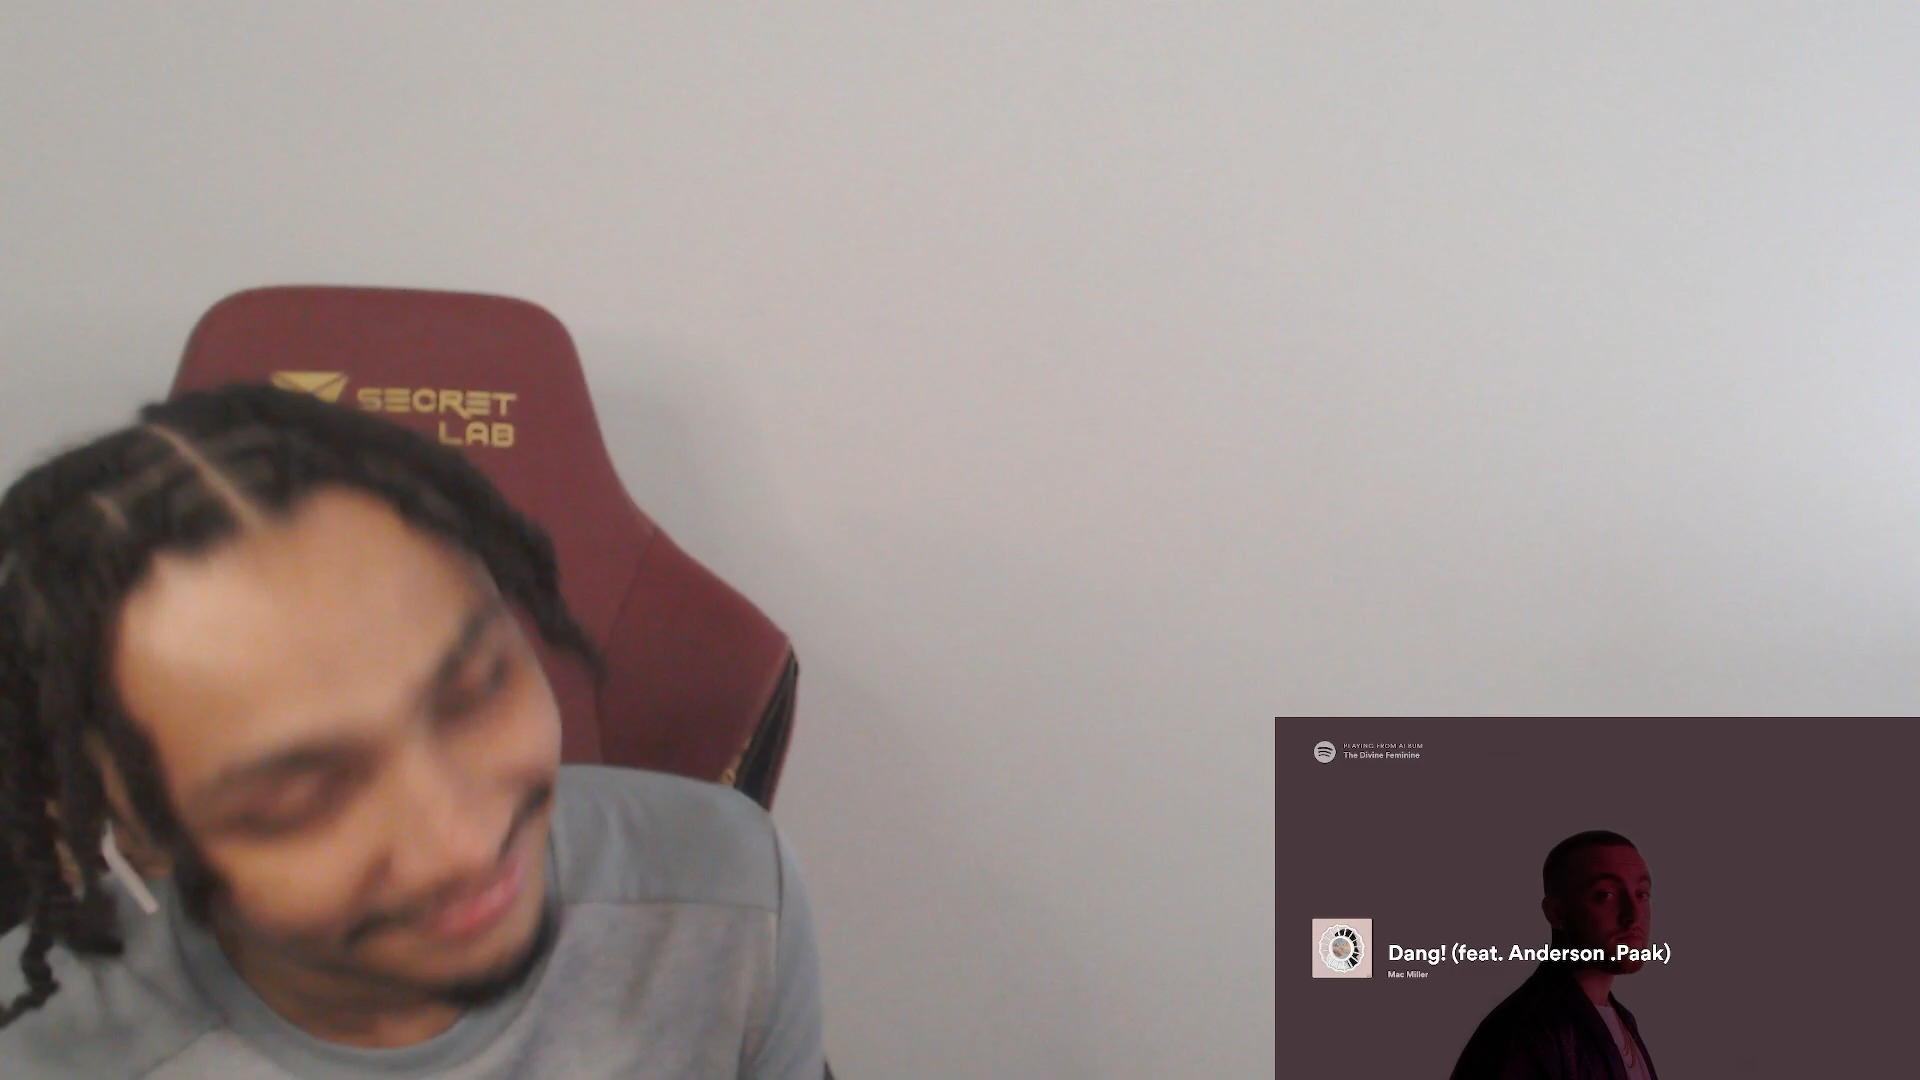 SECRET
LAB
PLAYING FROM ALBUM
The Divine Feminine
Dang! (feat. Anderson .Paak)
Mac Miller